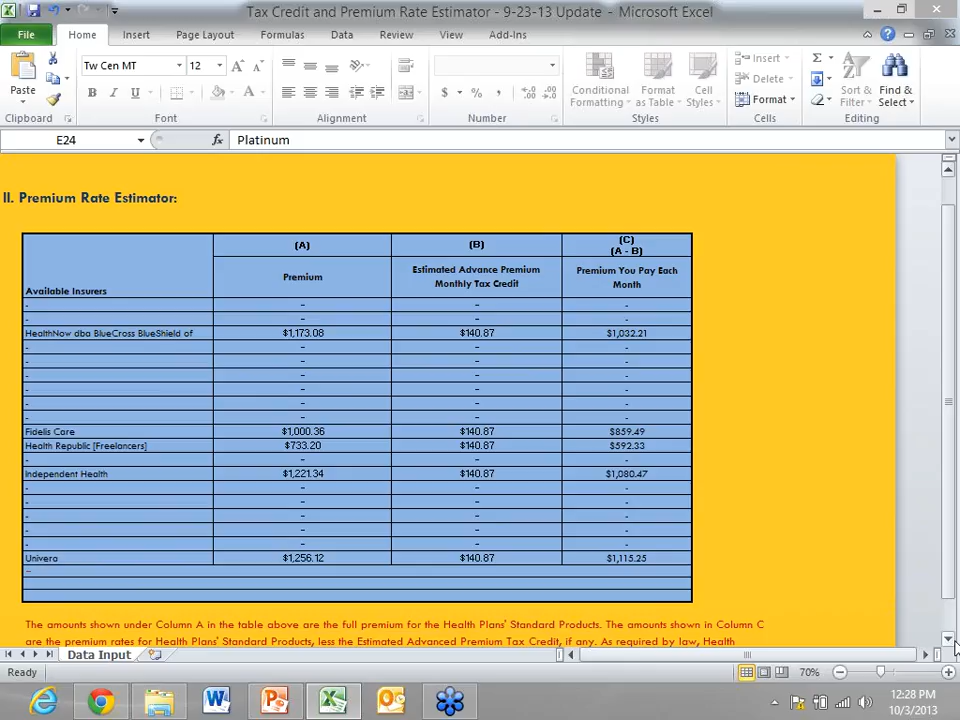 Tax Credit and Premium Rate Estimator - 9-23-13 Update - Microsoft Excel
File Home Insert Page Layout Formulas Data Review View Add-Ins
Tw Cen MT 12 A A
Paste B I U A $ % , .00 .00
Conditional Formatting Format as Table Cell Styles
Insert Delete Format
Σ Sort & Filter Find & Select
Clipboard Font Alignment Number Styles Cells Editing
E24 fx Platinum
II. Premium Rate Estimator:
(A) (B) (C)
(A - B)
Available Insurers Premium Estimated Advance Premium Monthly Tax Credit Premium You Pay Each Month
- - - -
- - - -
HealthNow dba BlueCross BlueShield of $1,173.08 $140.87 $1,032.21
- - - -
- - - -
- - - -
- - - -
- - - -
- - - -
Fidelis Care $1,000.36 $140.87 $859.49
Health Republic [Freelancers] $733.20 $140.87 $592.33
- - - -
Independent Health $1,221.34 $140.87 $1,080.47
- - - -
- - - -
- - - -
- - - -
- - - -
Univera $1,256.12 $140.87 $1,115.25
--
The amounts shown under Column A in the table above are the full premium for the Health Plans' Standard Products. The amounts shown in Column C
are the premium rates for Health Plans' Standard Products, less the Estimated Advanced Premium Tax Credit, if any. As required by law, Health
Data Input
Ready 70%
12:28 PM
10/3/2013